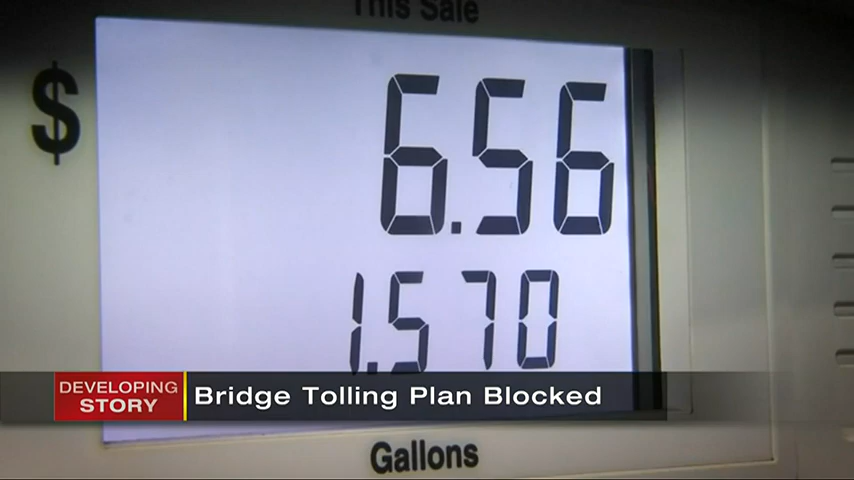 This Sale
$ 6.56
1.570
DEVELOPING
STORY
Bridge Tolling Plan Blocked
Gallons